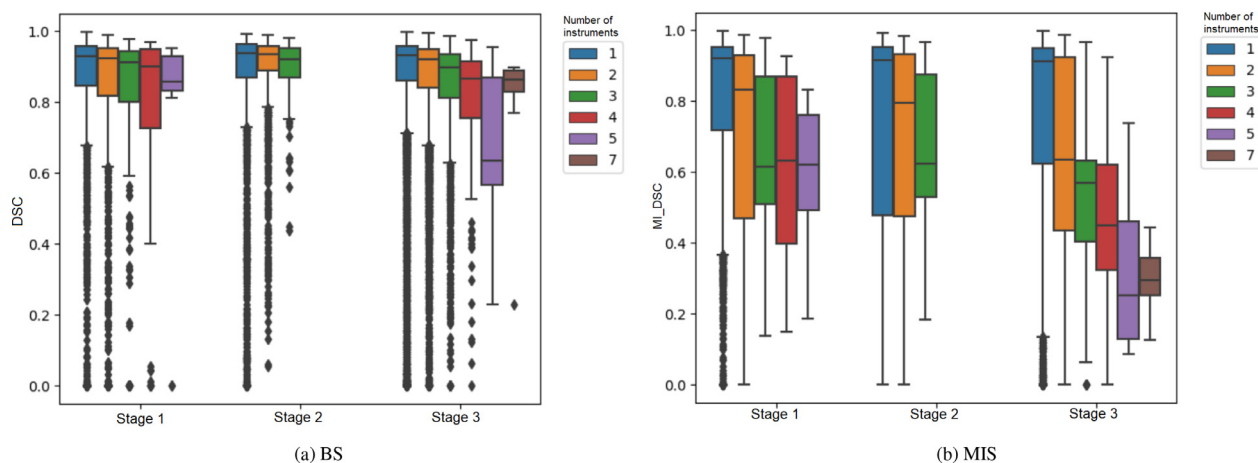 DSC
1.0
0.8
0.6
0.4
0.2
0.0
Stage 1
Stage 2
Stage 3
Number of
instruments
1
2
3
4
5
7
(a) BS
MI_DSC
1.0
0.8
0.6
0.4
0.2
0.0
Stage 1
Stage 2
Stage 3
Number of
instruments
1
2
3
4
5
7
(b) MIS